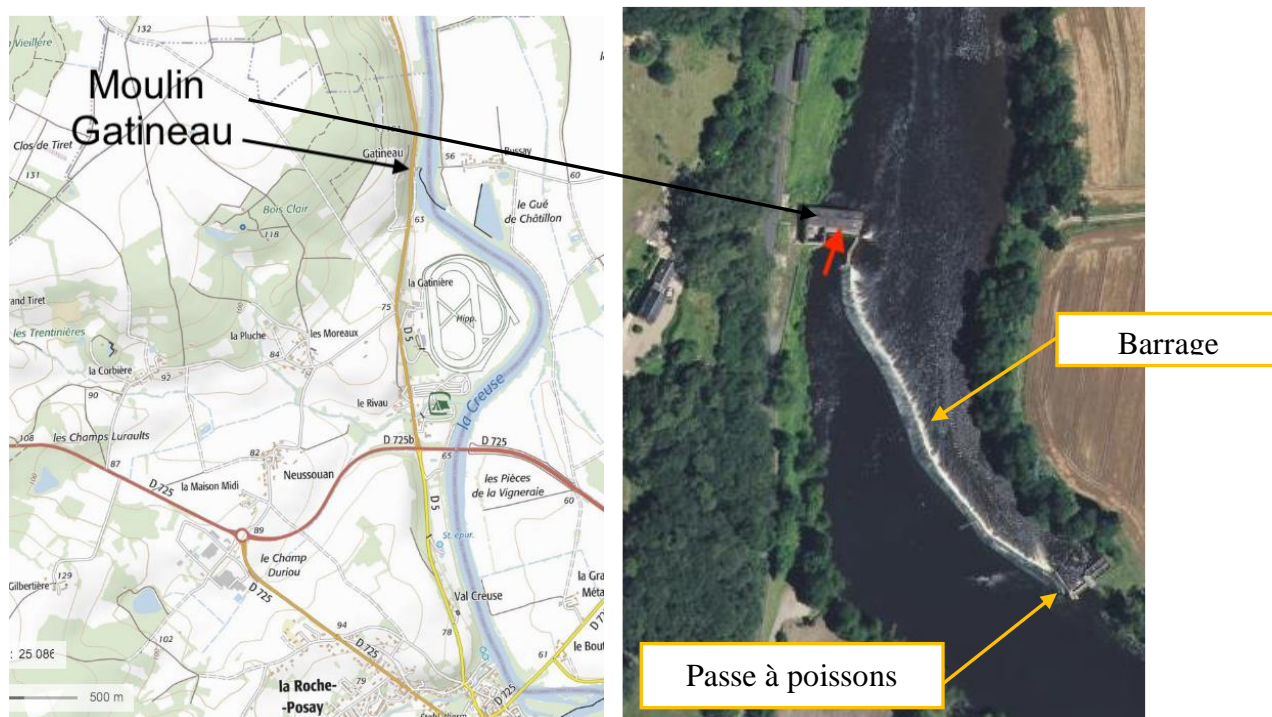 132
Vieillère
Moulin
Gatineau
Clos de Tiret
131
Gatineau
56
Bussay
60
le Gué
de Châtillon
Bois Clair
118
63
la Gatinière
Hipp.
75
D 5
rand Tiret
les Trentinières
la Pluche
les Moreaux
84
la Corbière
92
90
le Rivau
la Creuse
les Champs Luraults
108
87
D 725b
D 725
65
82
Neussouan
la Maison Midi
les Pièces
de la Vigneraie
60
D 725
D 5
89
St. épur.
le Champ
Duriou
Gilbertière
129
Val Creuse
la Gra
Méta
D 725
94
78
102
le Bout
61
: 25 086
79
la Roche-
-Posay
D 725
500 m
Barrage
Passe à poissons